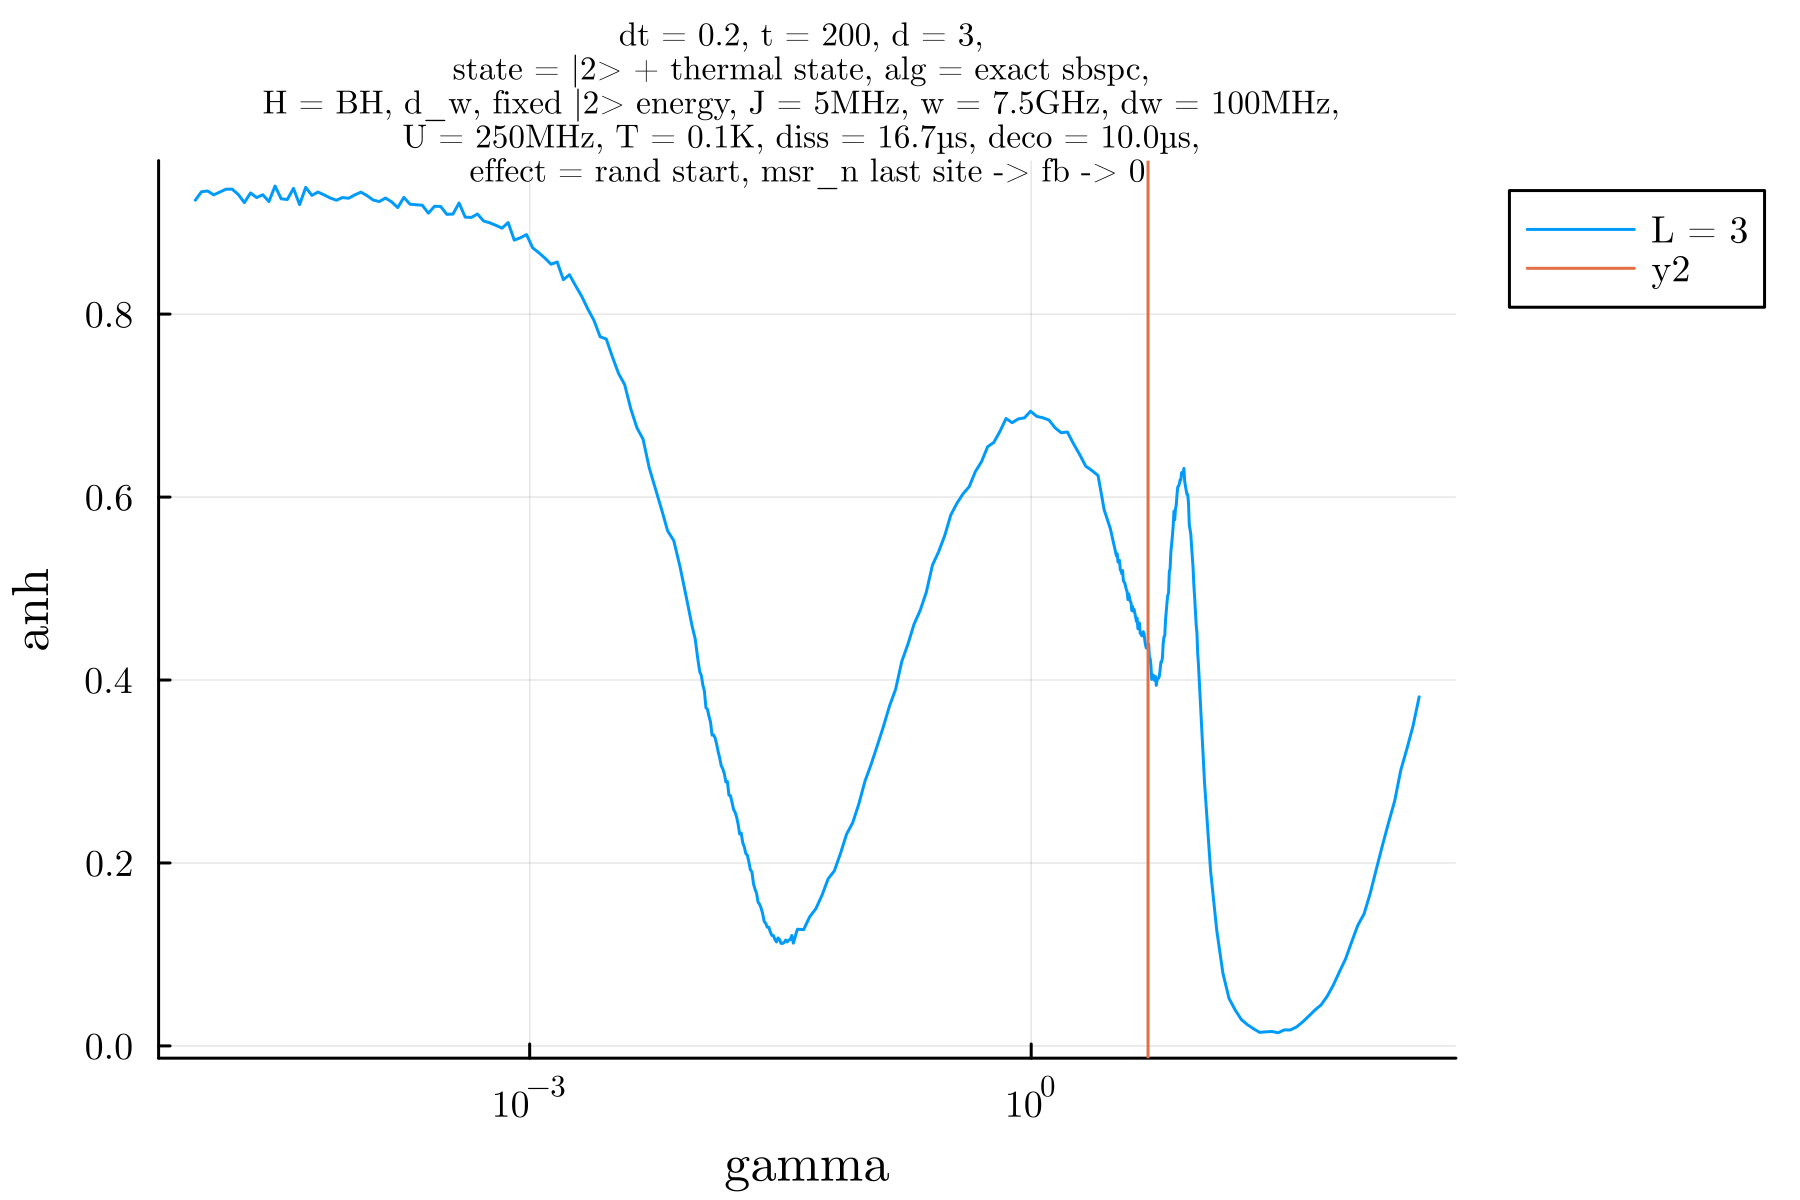 dt = 0.2, t = 200, d = 3,
state = |2> + thermal state, alg = exact sbspc,
H = BH, d_w, fixed |2> energy, J = 5MHz, w = 7.5GHz, dw = 100MHz,
U = 250MHz, T = 0.1K, diss = 16.7µs, deco = 10.0µs,
effect = rand start, msr_n last site -> fb -> 0
L = 3
y2
0.8
0.6
0.4
0.2
0.0
anh
10⁻³
10⁰
gamma